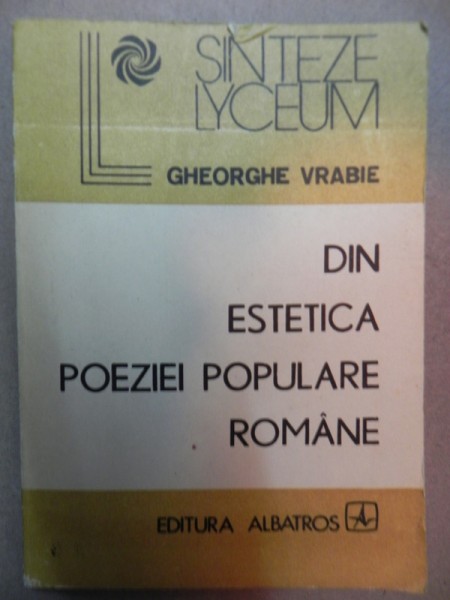 SINTEZE
LYCEUM
GHEORGHE VRABIE
DIN
ESTETICA
POEZIEI POPULARE
ROMÂNE
EDITURA ALBATROS